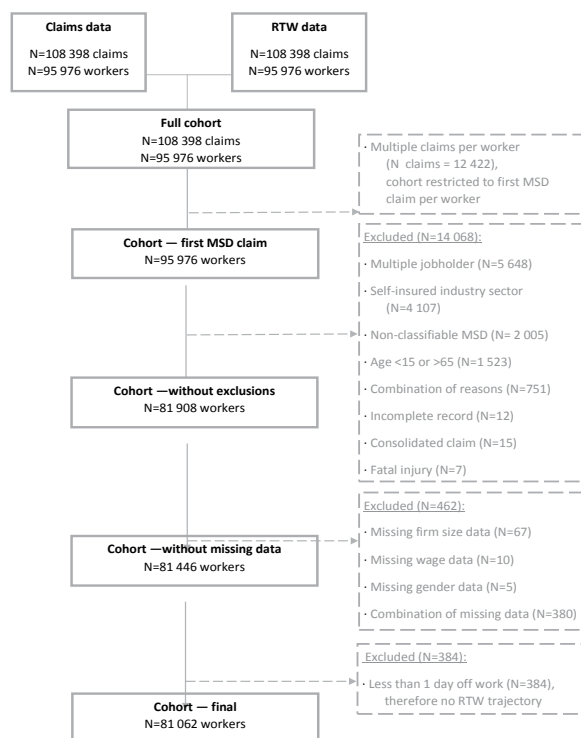 Claims data
N=108 398 claims
N=95 976 workers
RTW data
N=108 398 claims
N=95 976 workers
Full cohort
N=108 398 claims
N=95 976 workers
· Multiple claims per worker
(N claims = 12 422),
cohort restricted to first MSD
claim per worker
Cohort — first MSD claim
N=95 976 workers
Excluded (N=14 068):
· Multiple jobholder (N=5 648)
· Self-insured industry sector
(N=4 107)
· Non-classifiable MSD (N= 2 005)
· Age <15 or >65 (N=1 523)
· Combination of reasons (N=751)
· Incomplete record (N=12)
· Consolidated claim (N=15)
· Fatal injury (N=7)
Cohort —without exclusions
N=81 908 workers
Excluded (N=462):
· Missing firm size data (N=67)
· Missing wage data (N=10)
· Missing gender data (N=5)
· Combination of missing data (N=380)
Cohort —without missing data
N=81 446 workers
Excluded (N=384):
· Less than 1 day off work (N=384),
therefore no RTW trajectory
Cohort — final
N=81 062 workers